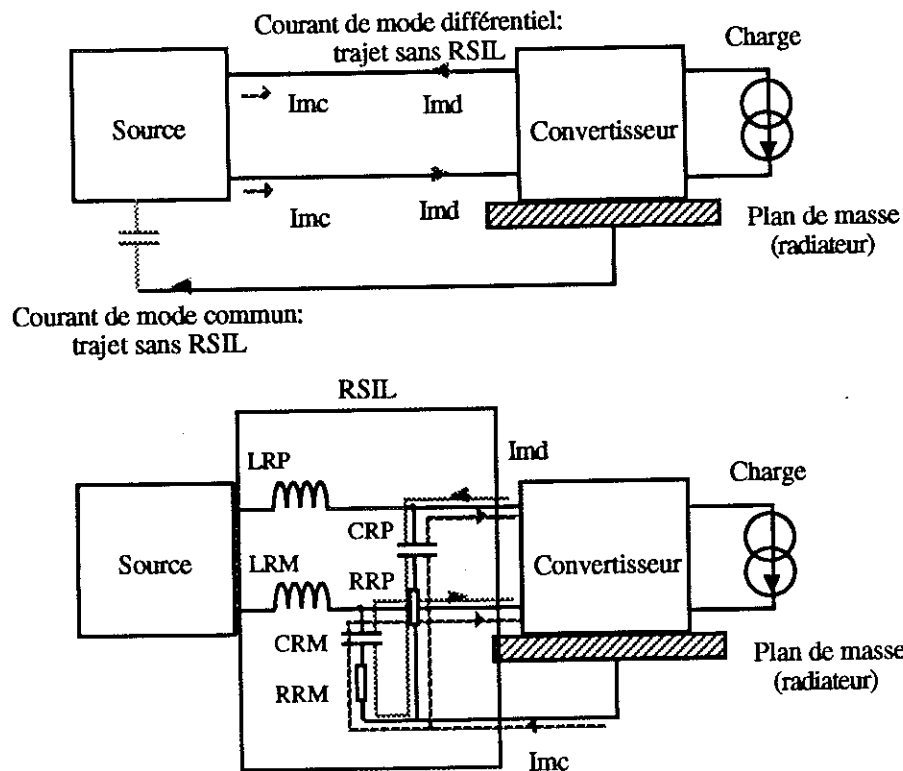 Courant de mode différentiel:
trajet sans RSIL
Charge
Imc
Imd
Source
Convertisseur
Imc
Imd
Plan de masse
(radiateur)
Courant de mode commun:
trajet sans RSIL
RSIL
Imd
LRP
Charge
CRP
Source
LRM
RRP
Convertisseur
CRM
RRM
Plan de masse
(radiateur)
Imc